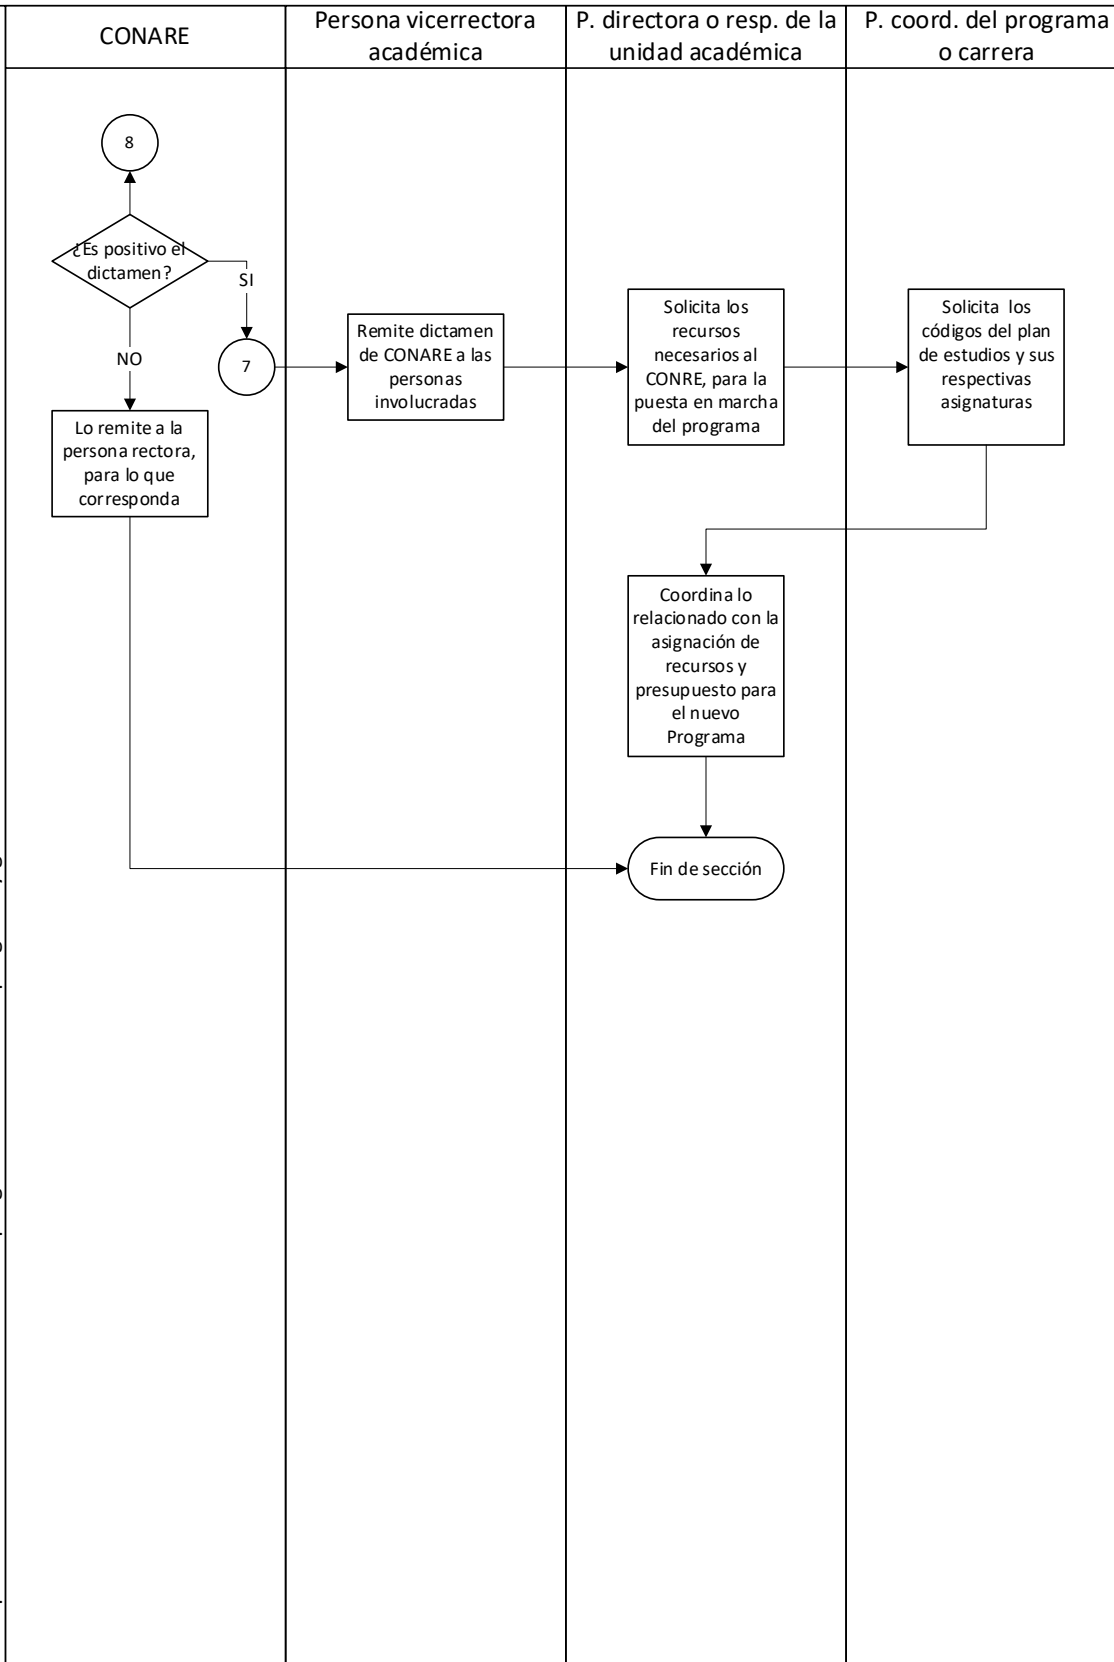 CONARE
Persona vicerrectora
académica
P. directora o resp. de la
unidad académica
P. coord. del programa
o carrera
8
¿Es positivo el
dictamen?
SI
NO
7
Lo remite a la
persona rectora,
para lo que
corresponda
Remite dictamen
de CONARE a las
personas
involucradas
Solicita los
recursos
necesarios al
CONRE, para la
puesta en marcha
del programa
Solicita los
códigos del plan
de estudios y sus
respectivas
asignaturas
Coordina lo
relacionado con la
asignación de
recursos y
presupuesto para
el nuevo
Programa
Fin de sección